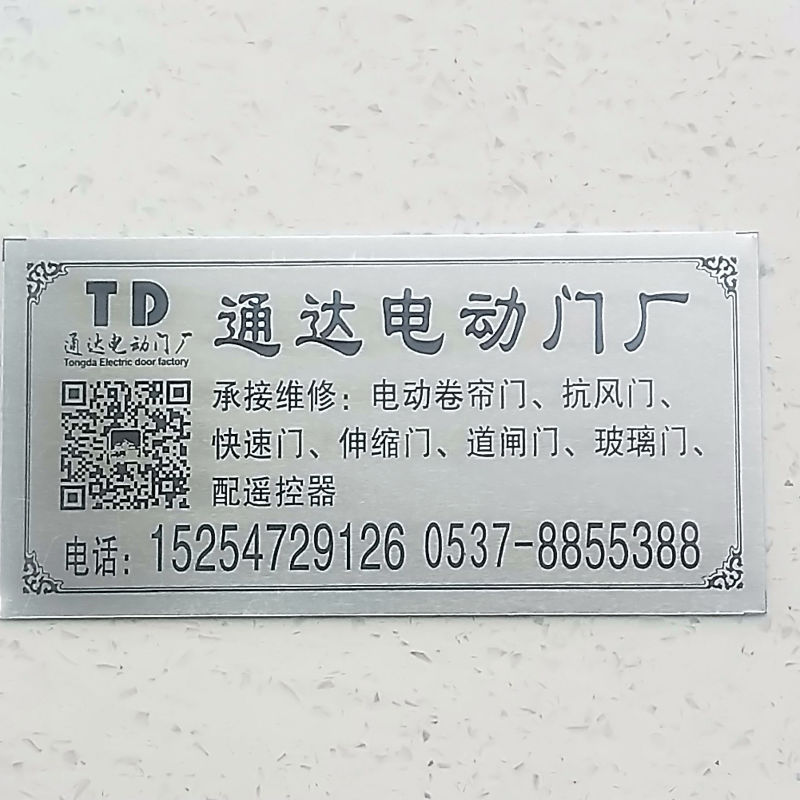 TD
通达电动门厂
Tongda Electric door factory
通达电动门厂
承接维修：电动卷帘门、抗风门、
快速门、伸缩门、道闸门、玻璃门、
配遥控器
电话：15254729126 0537-8855388